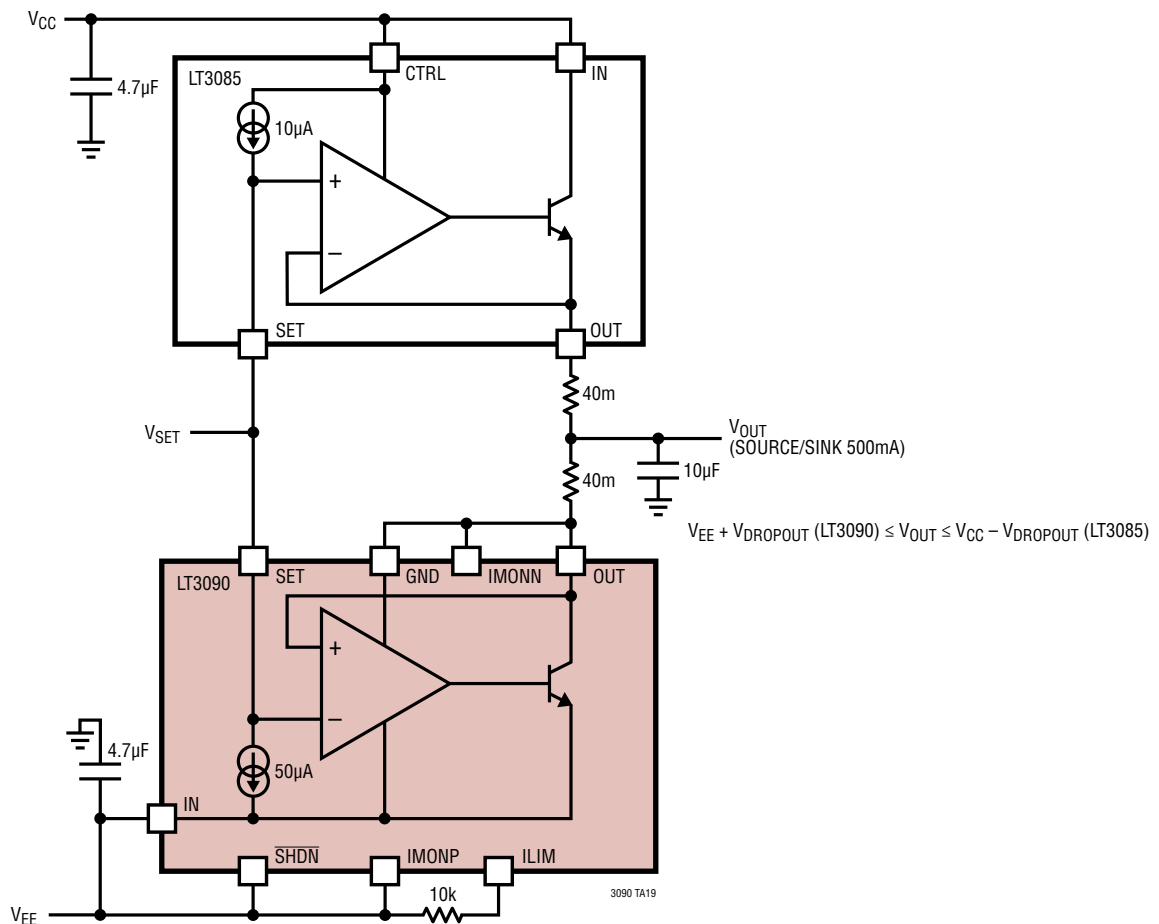 VCC
4.7µF
LT3085
CTRL
IN
10µA
+
–
SET
OUT
40m
VSET
VOUT
(SOURCE/SINK 500mA)
10µF
40m
VEE + VDROPOUT (LT3090) ≤ VOUT ≤ VCC – VDROPOUT (LT3085)
LT3090
SET
GND
IMONN
OUT
+
–
4.7µF
50µA
IN
SHDN
IMONP
ILIM
3090 TA19
10k
VEE